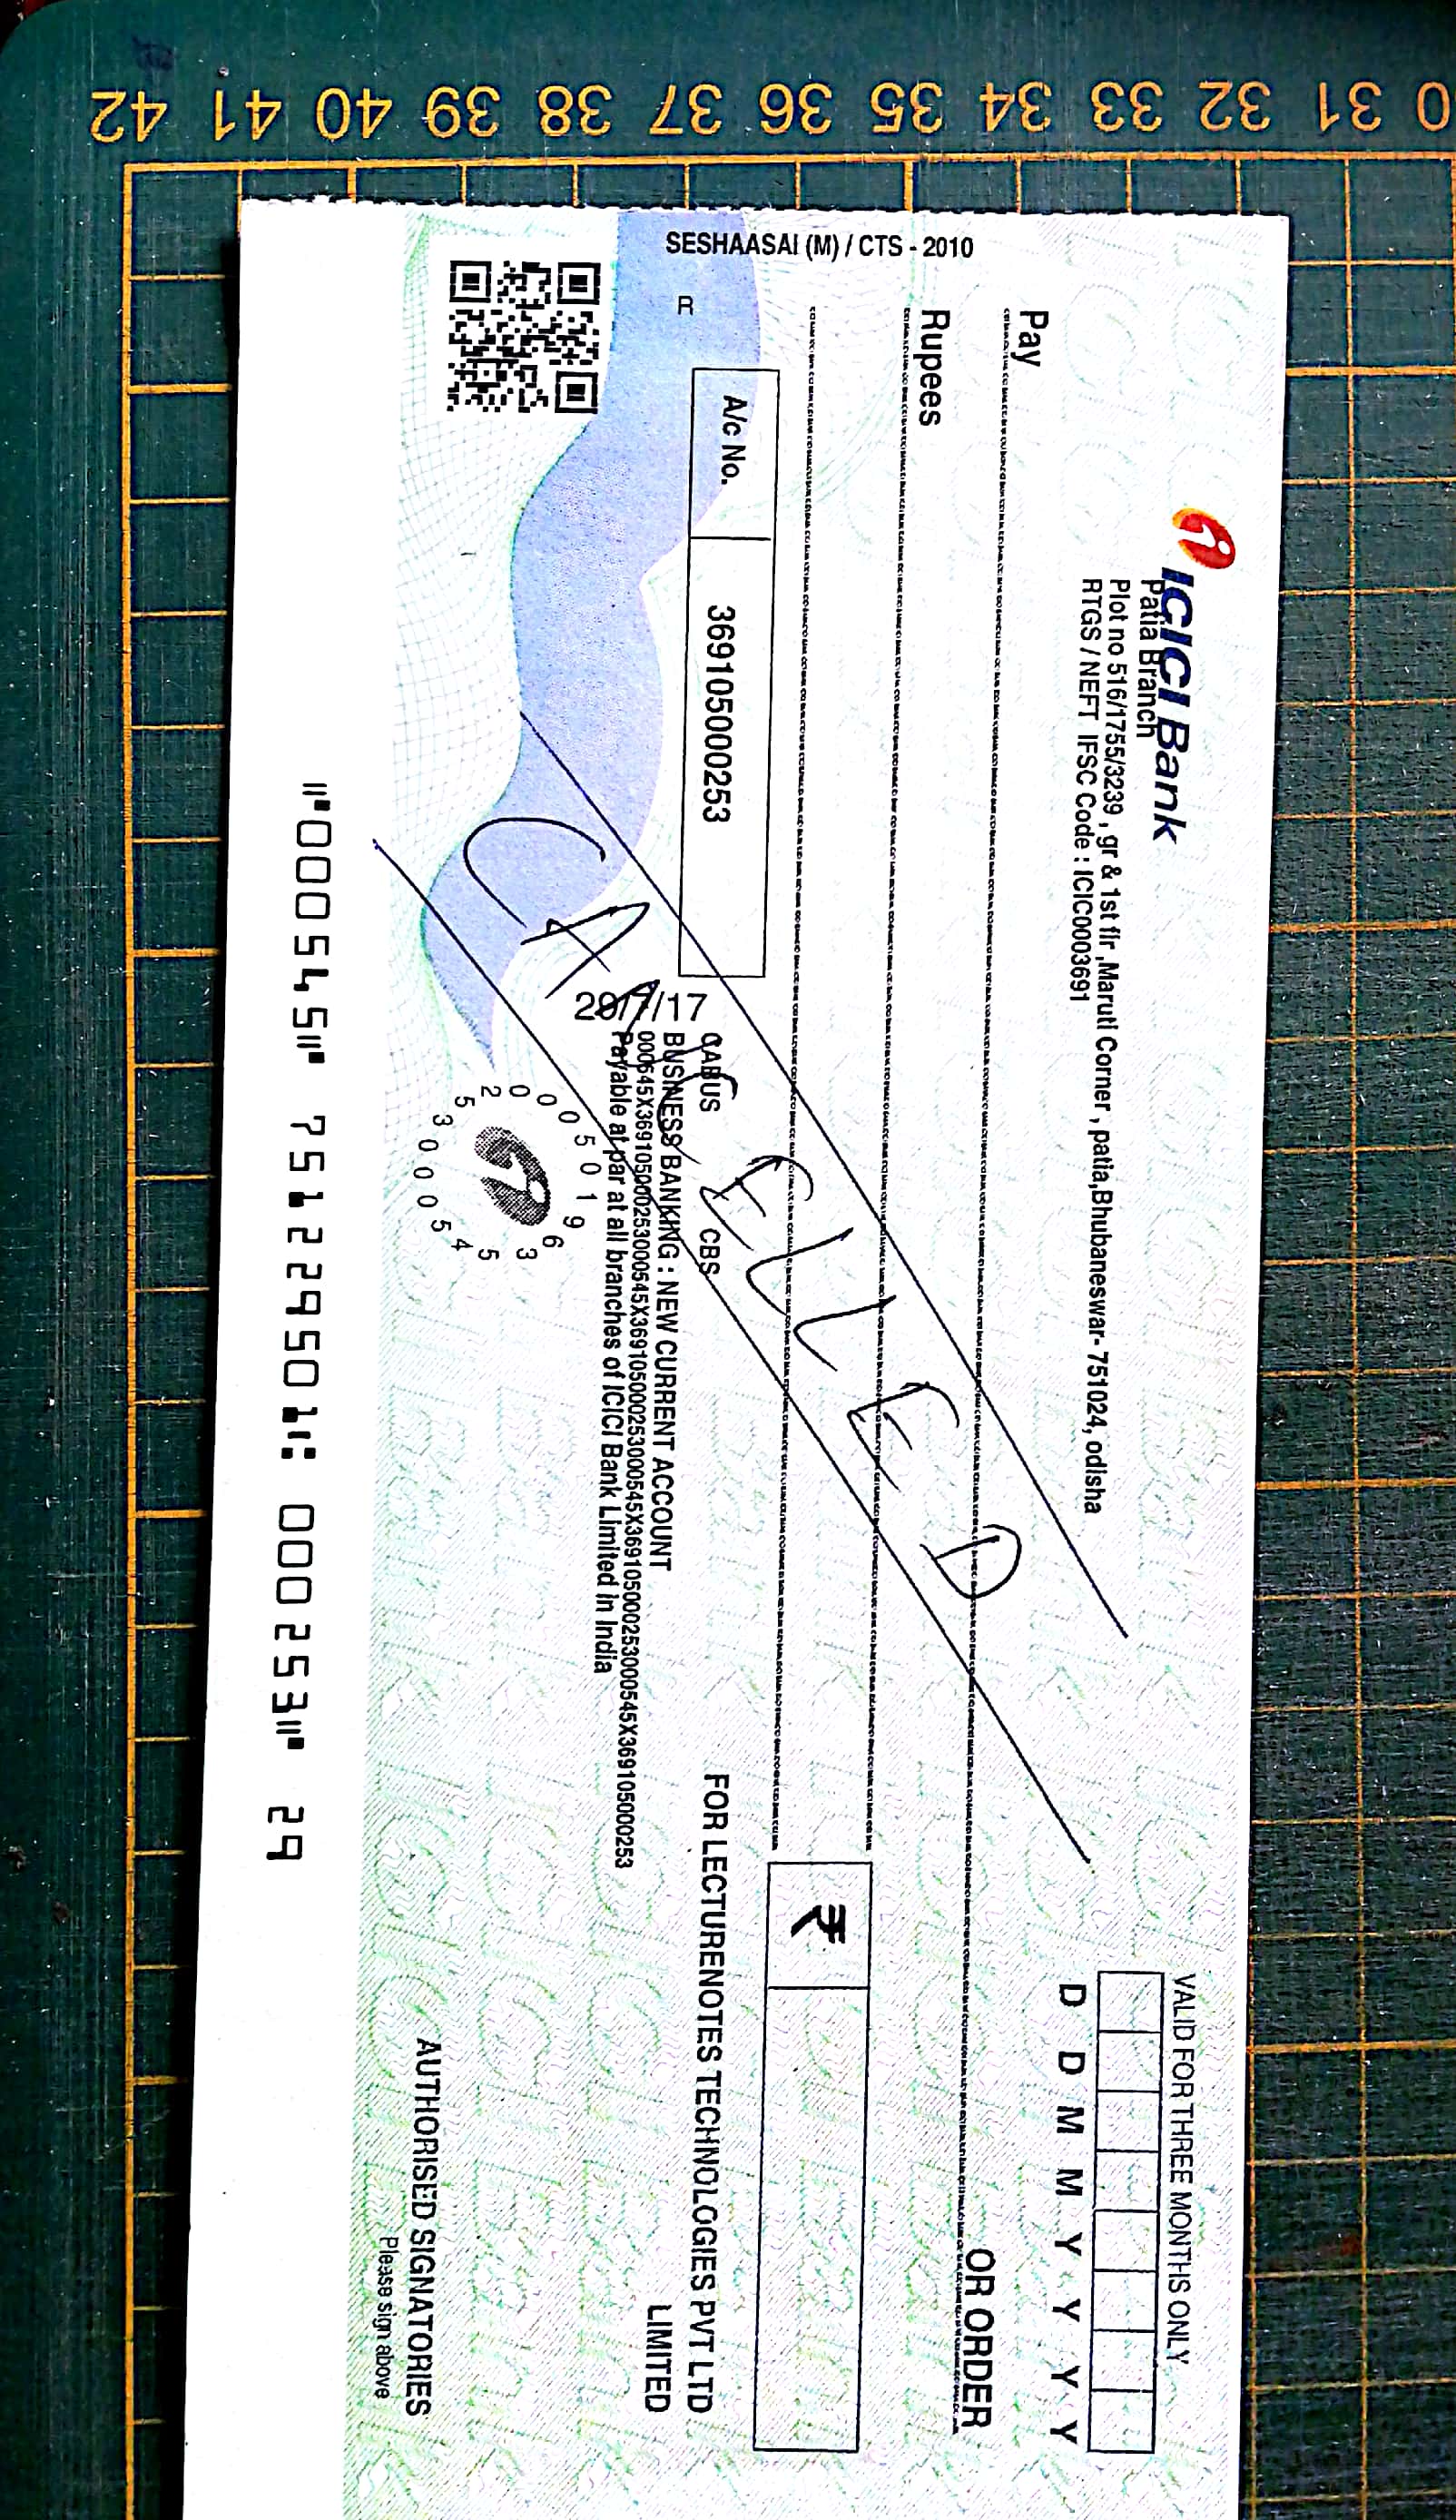 42 41 40 39 38 37 36 35 34 33 32 31 0
ICICI Bank
Patia Branch
Plot no 516/1755/3239 , gr & 1st flr ,Maruti Corner , patia,Bhubaneswar- 751024, odisha
RTGS / NEFT IFSC Code : ICIC0003691
VALID FOR THREE MONTHS ONLY
D D M M Y Y Y Y
Pay
OR ORDER
Rupees
₹
A/c No. 369105000253
CANCELLED
SESHAASAI (M) / CTS - 2010
R
29/7/17
CABUS CBS
BUSINESS BANKING : NEW CURRENT ACCOUNT
000545X369105000253000545X369105000253000545X369105000253000545X369105000253
Payable at par at all branches of ICICI Bank Limited in India
FOR LECTURENOTES TECHNOLOGIES PVT LTD
LIMITED
0 0 0 5 4 5 3 6 9 1 0 5 0 0 0 2 5 3
AUTHORISED SIGNATORIES
Please sign above
⑈000545⑈ 751229501⑆ 000253⑈ 29